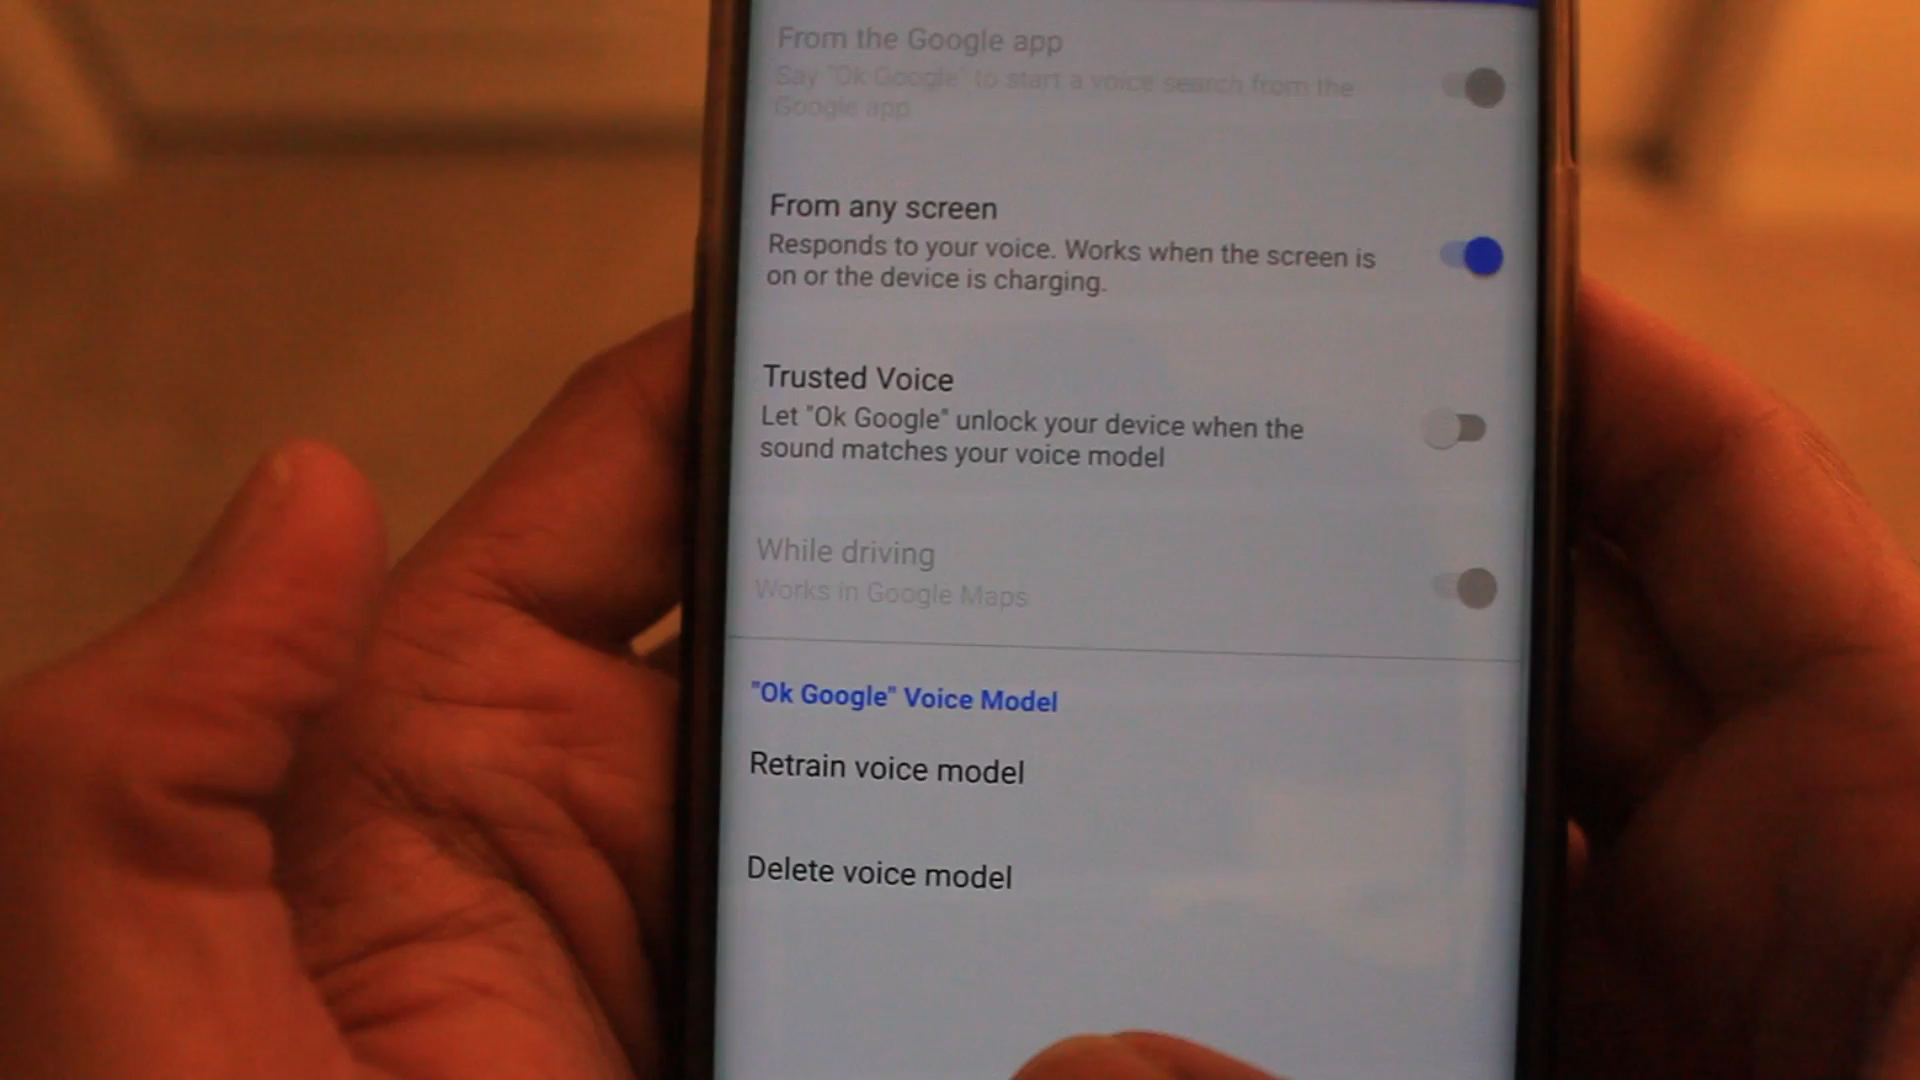 From the Google app
Say "Ok Google" to start a voice search from the
Google app
From any screen
Responds to your voice. Works when the screen is
on or the device is charging.
Trusted Voice
Let "Ok Google" unlock your device when the
sound matches your voice model
While driving
Works in Google Maps
"Ok Google" Voice Model
Retrain voice model
Delete voice model